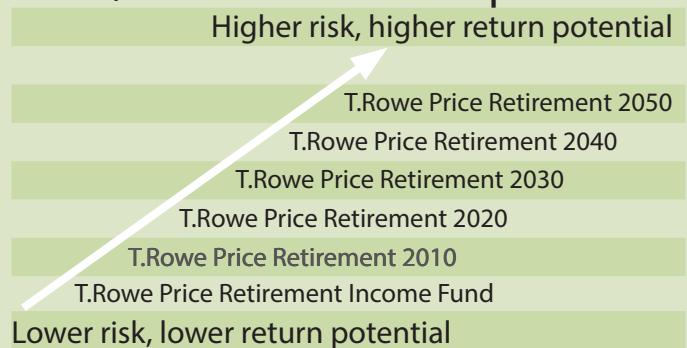 Higher risk, higher return potential
T.Rowe Price Retirement 2050
T.Rowe Price Retirement 2040
T.Rowe Price Retirement 2030
T.Rowe Price Retirement 2020
T.Rowe Price Retirement 2010
T.Rowe Price Retirement Income Fund
Lower risk, lower return potential